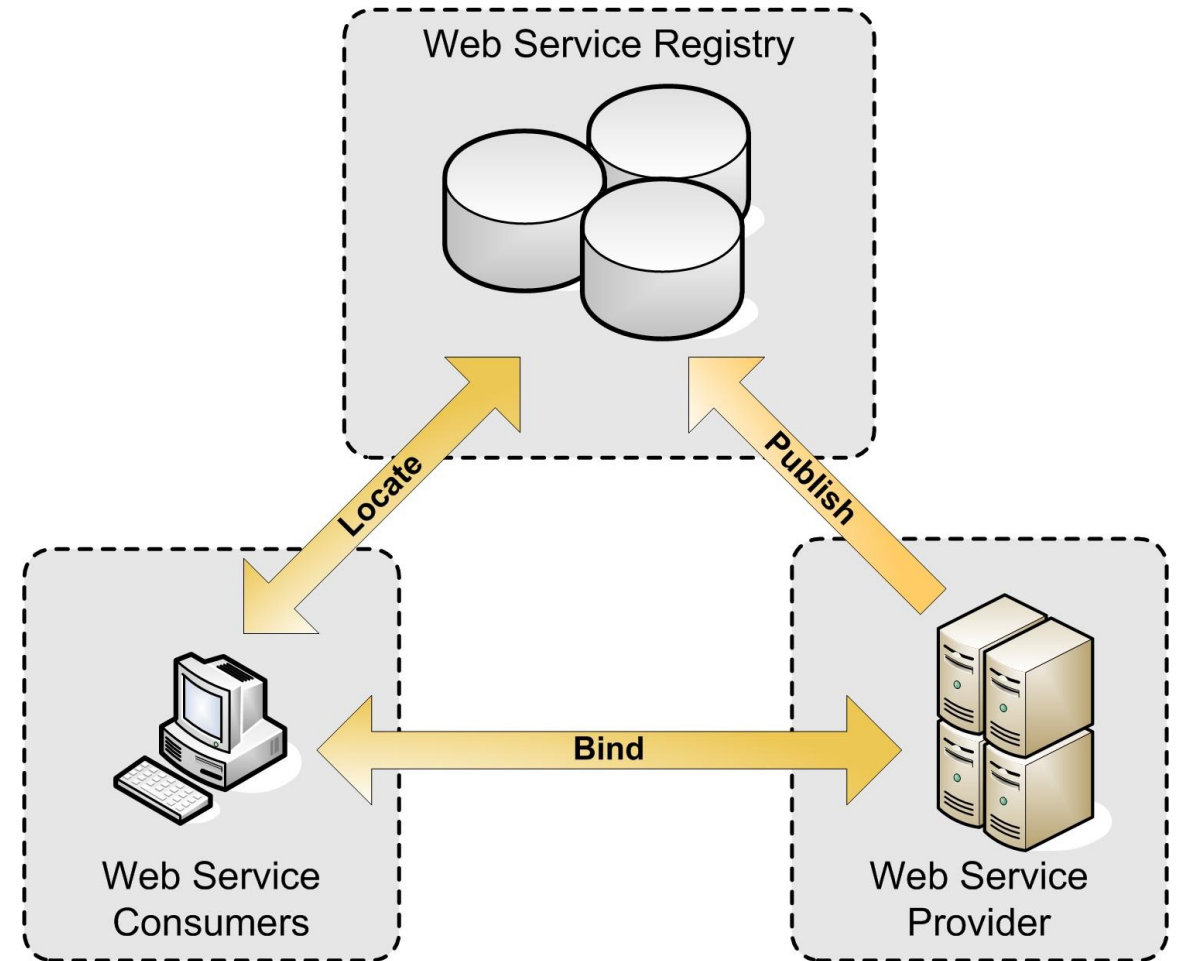 Web Service Registry
Locate
Publish
Bind
Web Service
Consumers
Web Service
Provider